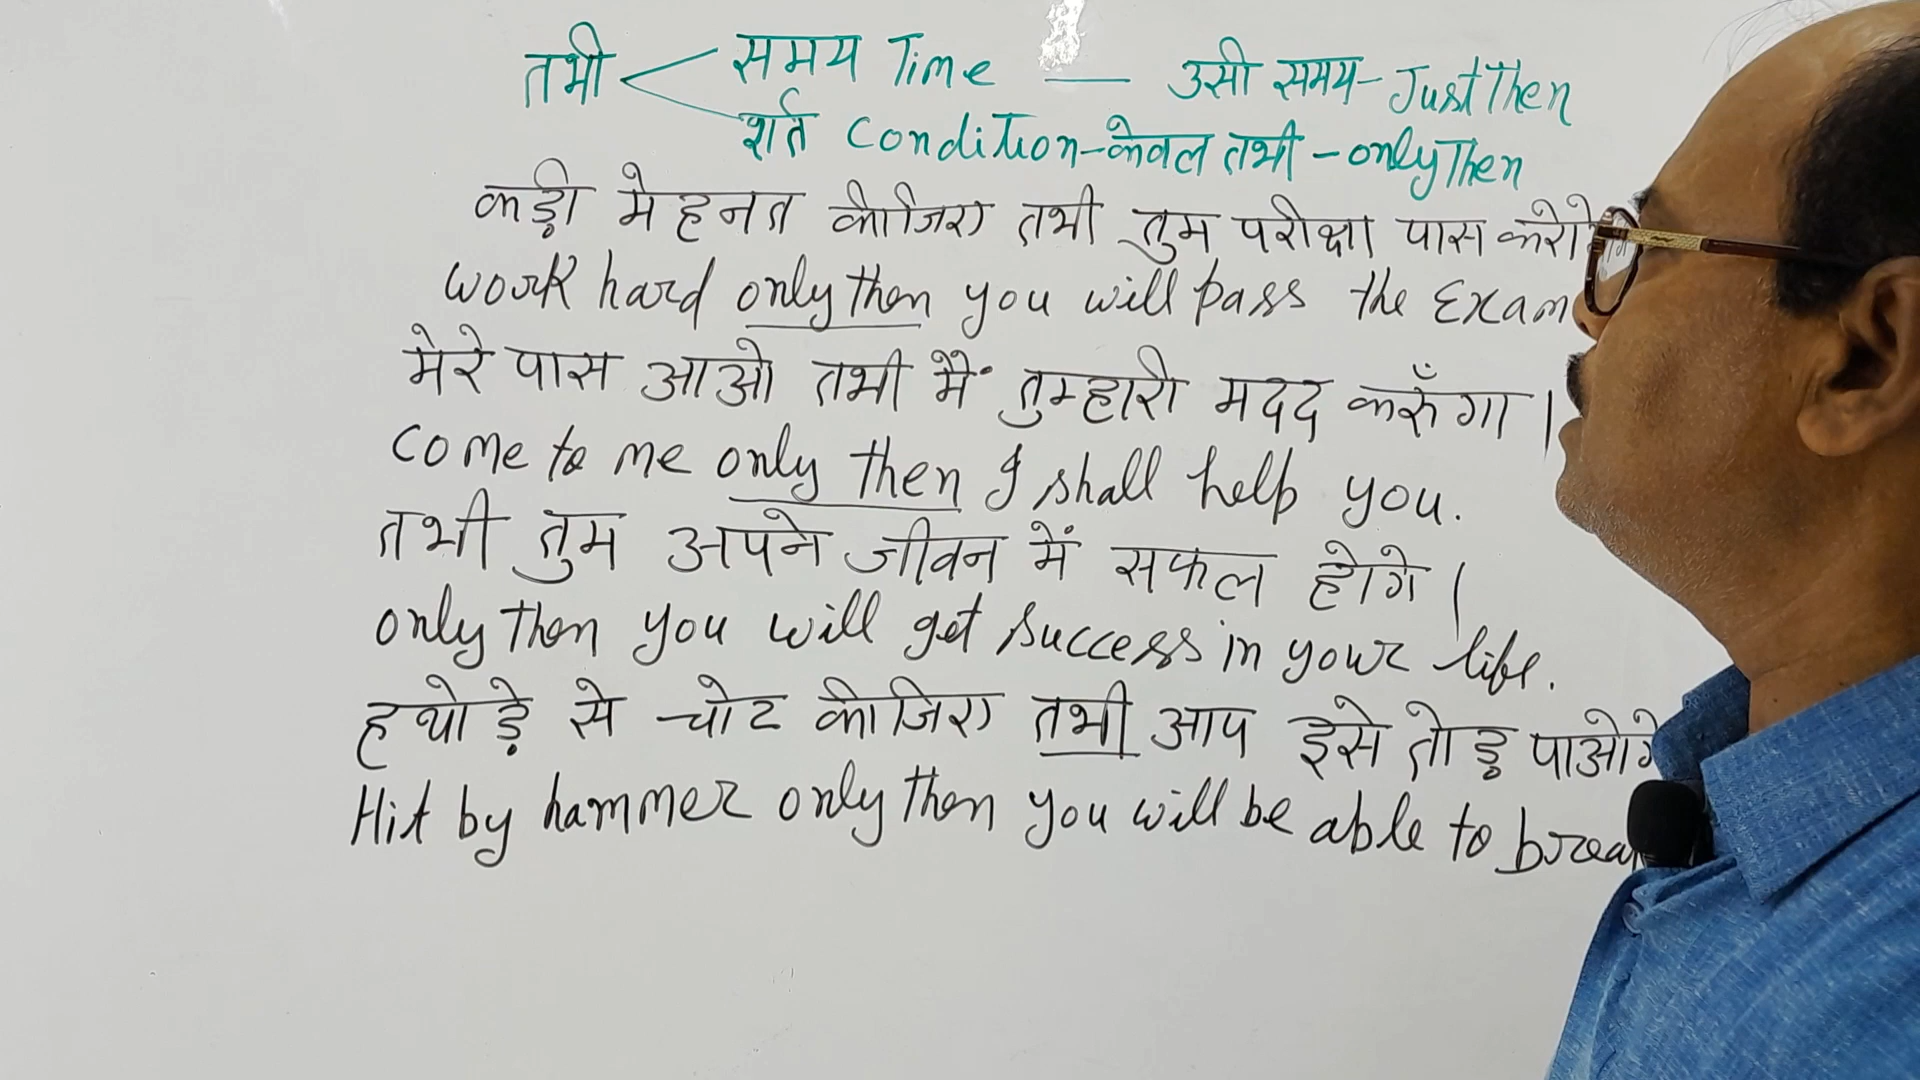 तभी < समय Time — उसी समय - Just Then
शर्त Condition - केवल तभी - only Then
कड़ी मेहनत कीजिए तभी तुम परीक्षा पास करोगे
work hard only then you will pass the Exam
मेरे पास आओ तभी मैं तुम्हारी मदद करूँगा।
come to me only then I shall help you.
तभी तुम अपने जीवन में सफल होगे।
only then you will get success in your life.
हथोड़े से चोट कीजिए तभी आप इसे तोड़ पाओगे
Hit by hammer only then you will be able to